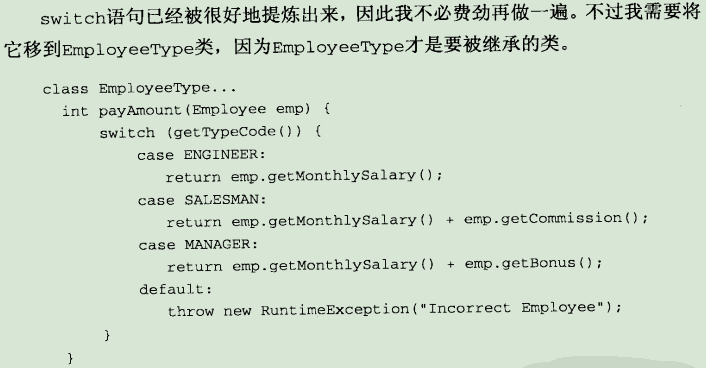 switch语句已经被很好地提炼出来，因此我不必费劲再做一遍。不过我需要将
它移到EmployeeType类，因为EmployeeType才是要被继承的类。
class EmployeeType...
int payAmount(Employee emp) {
switch (getTypeCode()) {
case ENGINEER:
return emp.getMonthlySalary();
case SALESMAN:
return emp.getMonthlySalary() + emp.getCommission();
case MANAGER:
return emp.getMonthlySalary() + emp.getBonus();
default:
throw new RuntimeException("Incorrect Employee");
}
}